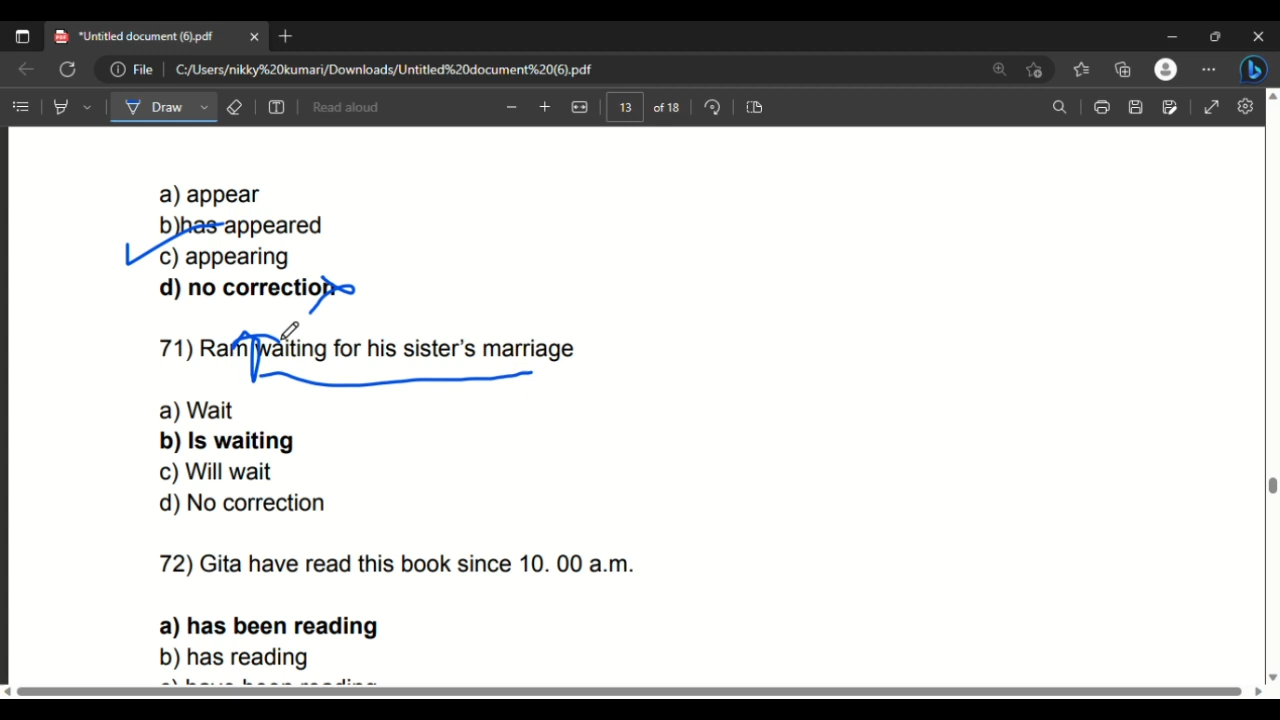 *Untitled document (6).pdf
File C:/Users/nikky%20kumari/Downloads/Untitled%20document%20(6).pdf
Draw Read aloud 13 of 18
a) appear
b)has appeared
c) appearing
d) no correction
71) Ram waiting for his sister's marriage
a) Wait
b) Is waiting
c) Will wait
d) No correction
72) Gita have read this book since 10. 00 a.m.
a) has been reading
b) has reading